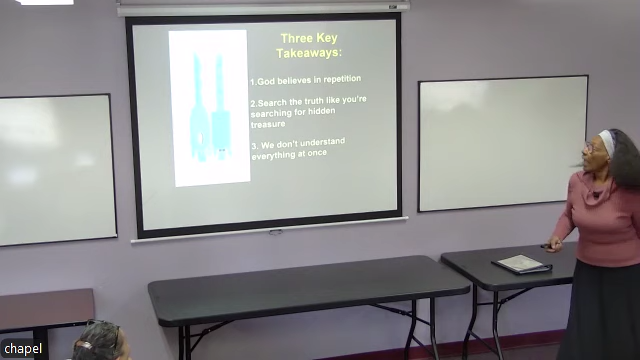 Three Key
Takeaways:
1.God believes in repetition
2.Search the truth like you're
searching for hidden
treasure
3. We don't understand
everything at once
chapel